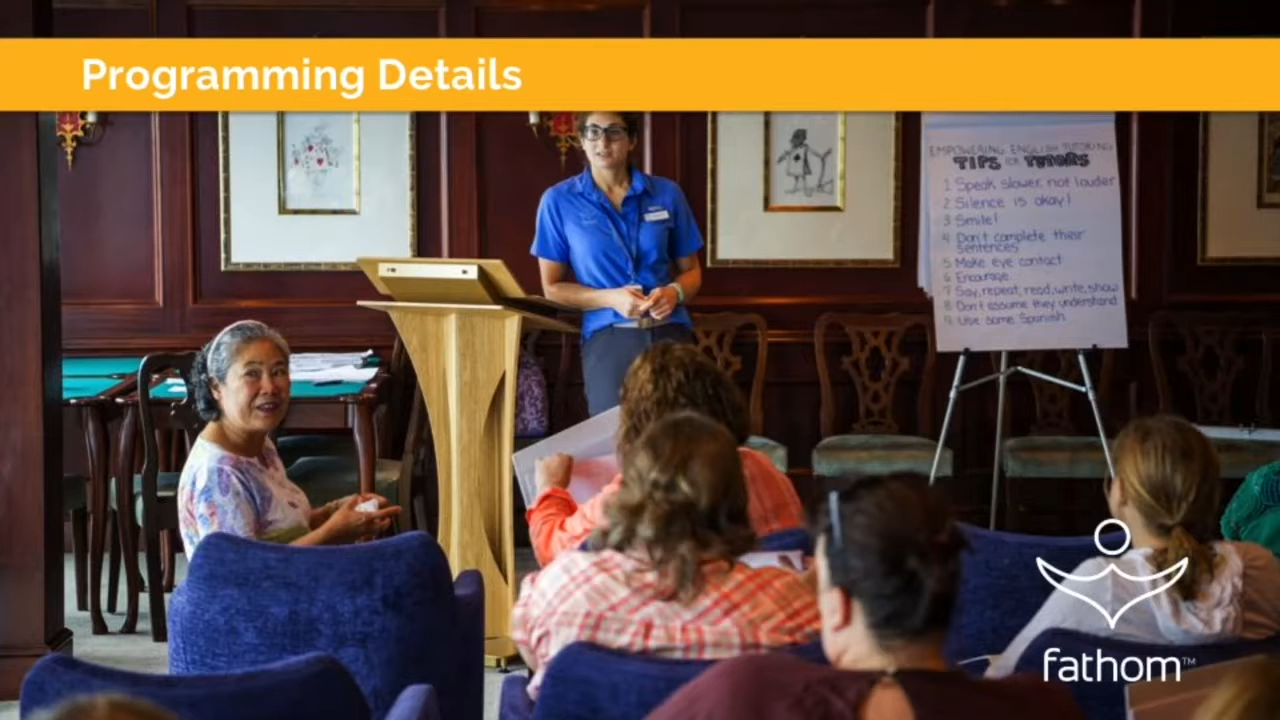 Programming Details
EMPOWERING ENGLISH TUTORING
TIPS for TUTORS
1 Speak slower, not louder
2 Silence is okay!
3 Smile!
4 Don't complete their
sentences
5 Make eye contact
6 Encourage
7 Say, repeat, read, write, show
8 Don't assume they understand
9. Use some Spanish
fathom™